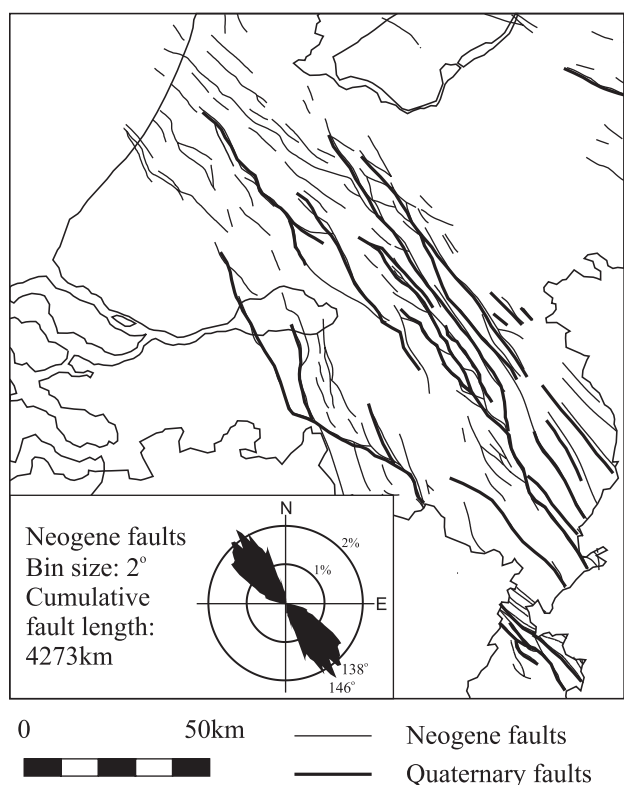 Neogene faults
Bin size: 2°
Cumulative
fault length:
4273km
N
2%
1%
E
138°
146°
0 50km
Neogene faults
Quaternary faults